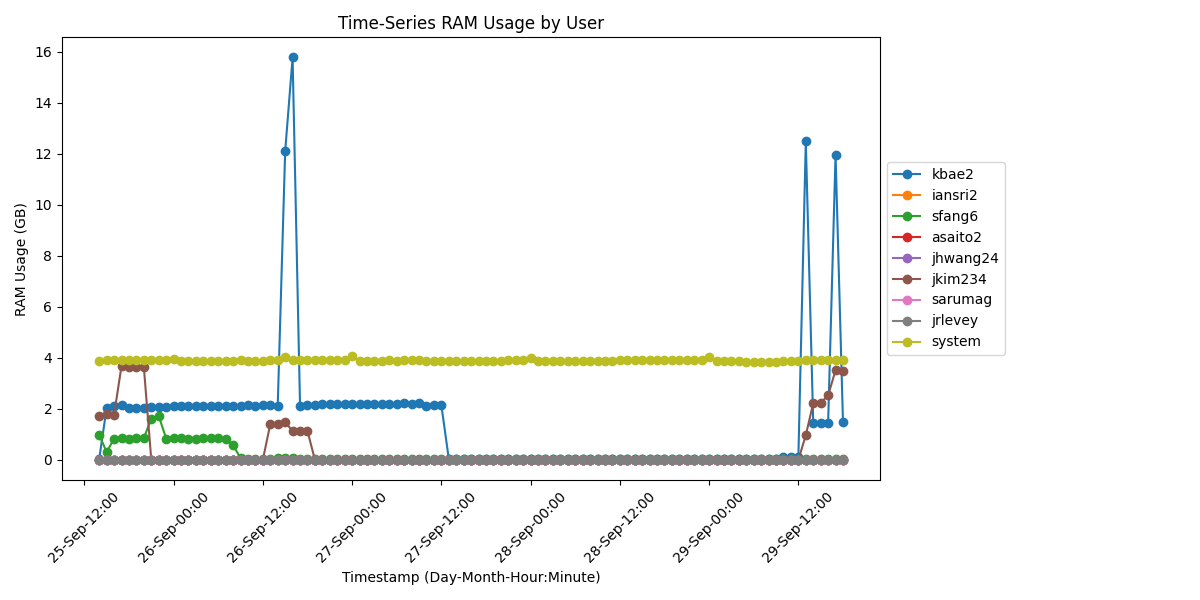 Time-Series RAM Usage by User
16
14
12
10
8
6
4
2
0
RAM Usage (GB)
25-Sep-12:00
26-Sep-00:00
26-Sep-12:00
27-Sep-00:00
27-Sep-12:00
28-Sep-00:00
28-Sep-12:00
29-Sep-00:00
29-Sep-12:00
Timestamp (Day-Month-Hour:Minute)
kbae2
iansri2
sfang6
asaito2
jhwang24
jkim234
sarumag
jrlevey
system